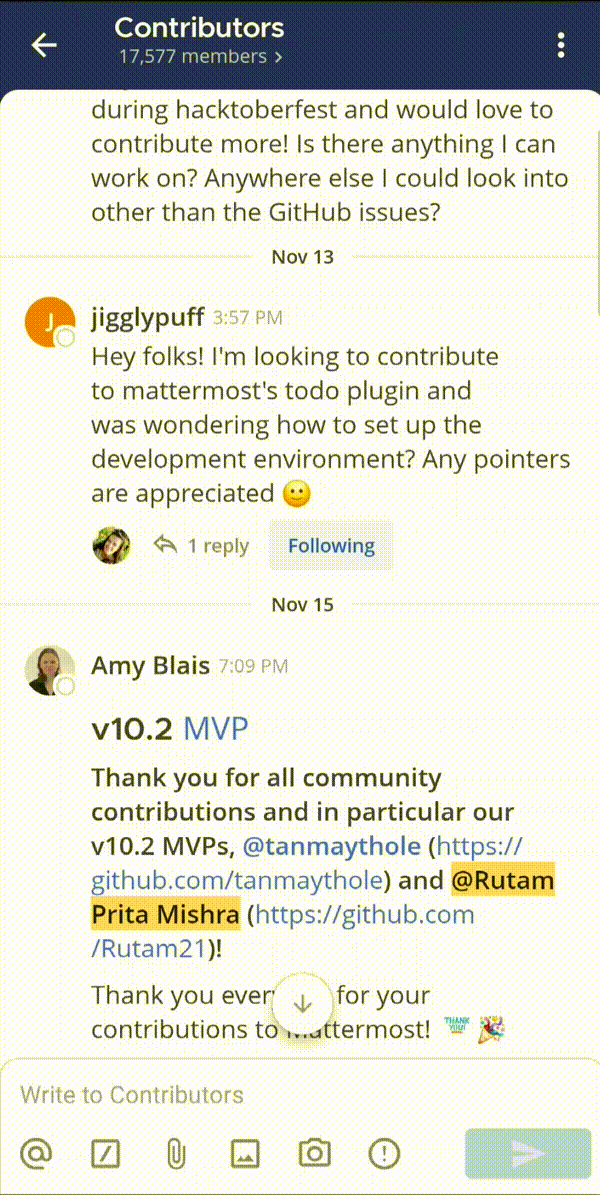 Contributors
17,577 members >
during hacktoberfest and would love to
contribute more! Is there anything I can
work on? Anywhere else I could look into
other than the GitHub issues?
Nov 13
J
jigglypuff 3:57 PM
Hey folks! I'm looking to contribute
to mattermost's todo plugin and
was wondering how to set up the
development environment? Any pointers
are appreciated 🙂
1 reply Following
Nov 15
Amy Blais 7:09 PM
v10.2 MVP
Thank you for all community
contributions and in particular our
v10.2 MVPs, @tanmaythole (https://
github.com/tanmaythole) and @Rutam
Prita Mishra (https://github.com
/Rutam21)!
Thank you for your
contributions to THANK YOU! 🎉
Write to Contributors